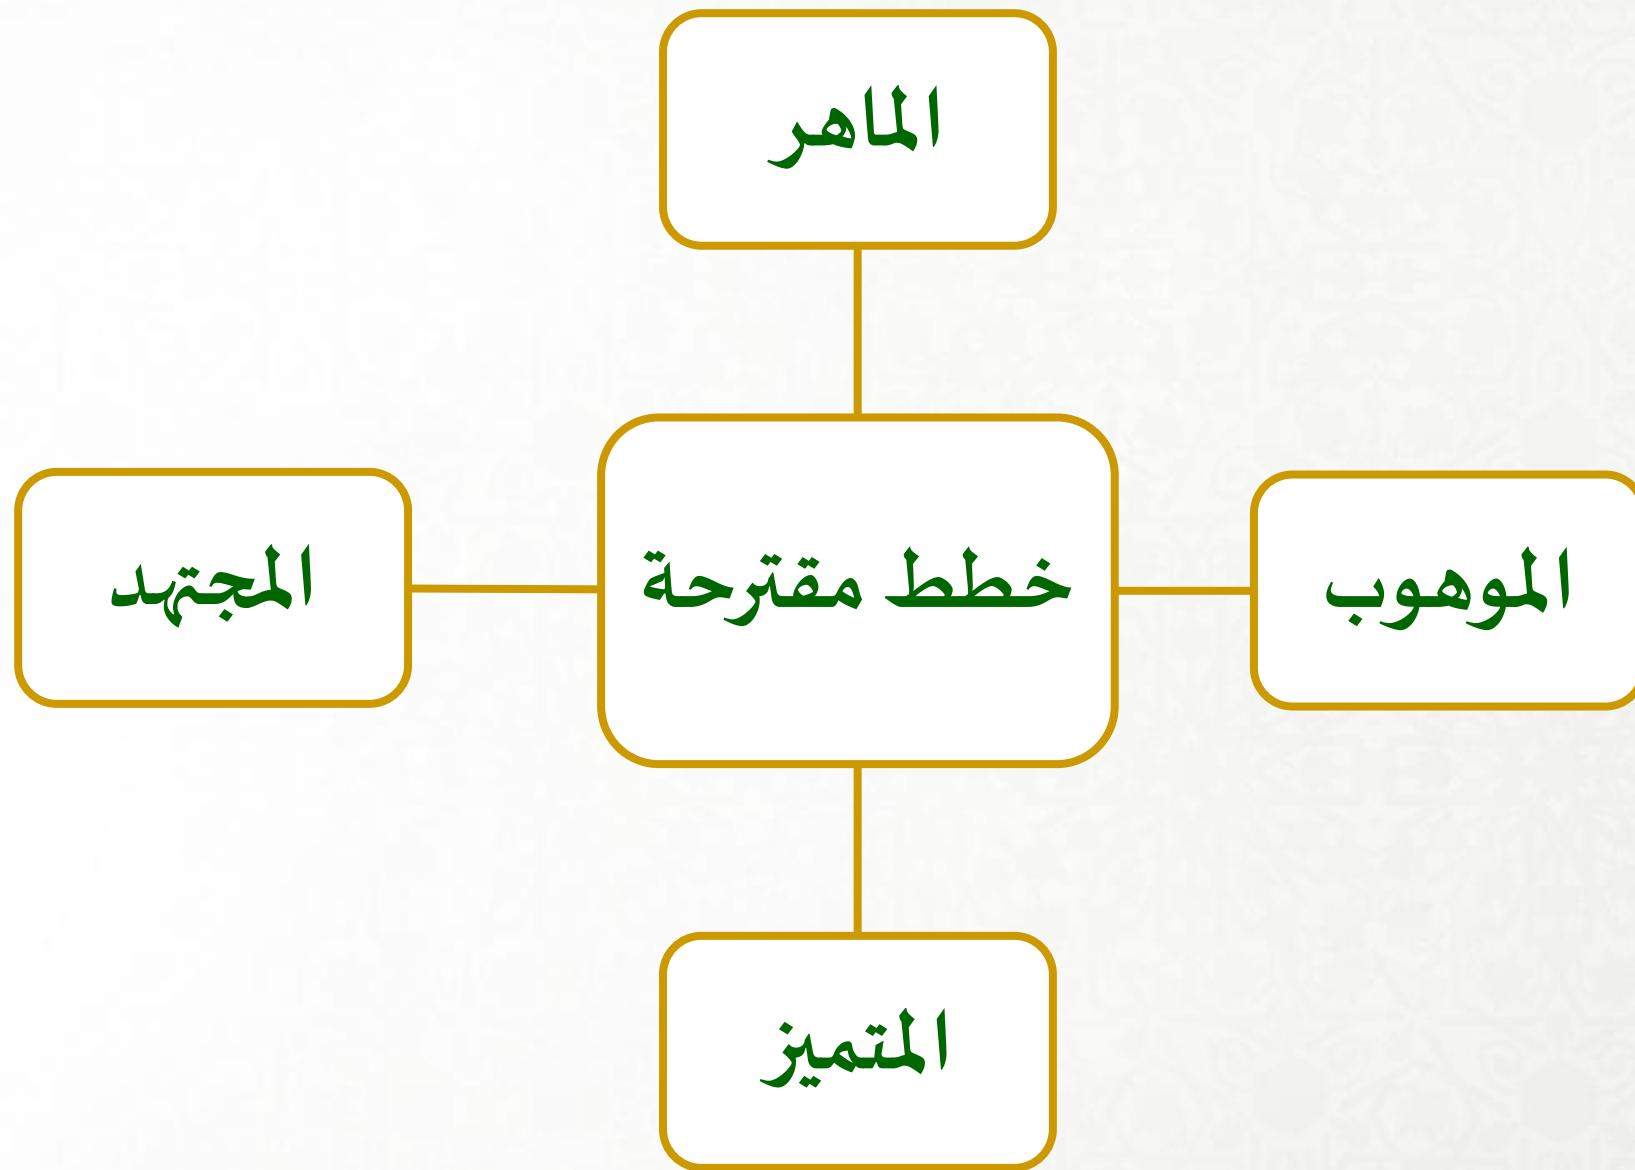 الماهر
الموهوب
خطط مقترحة
المجتهد
المتميز